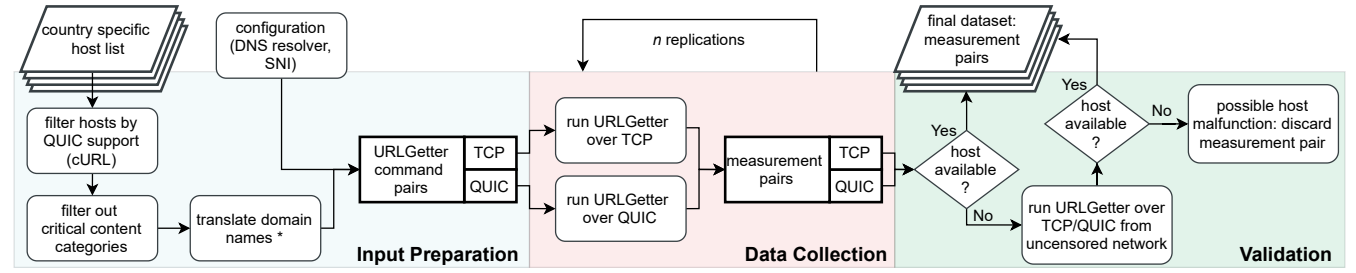 country specific
host list
configuration
(DNS resolver,
SNI)
filter hosts by
QUIC support
(cURL)
filter out
critical content
categories
translate domain
names *
URLGetter
command
pairs
TCP
QUIC
Input Preparation
n replications
run URLGetter
over TCP
run URLGetter
over QUIC
measurement
pairs
TCP
QUIC
Data Collection
final dataset:
measurement
pairs
Yes
host
available
?
No
run URLGetter over
TCP/QUIC from
uncensored network
Yes
host
available
?
No
possible host
malfunction: discard
measurement pair
Validation